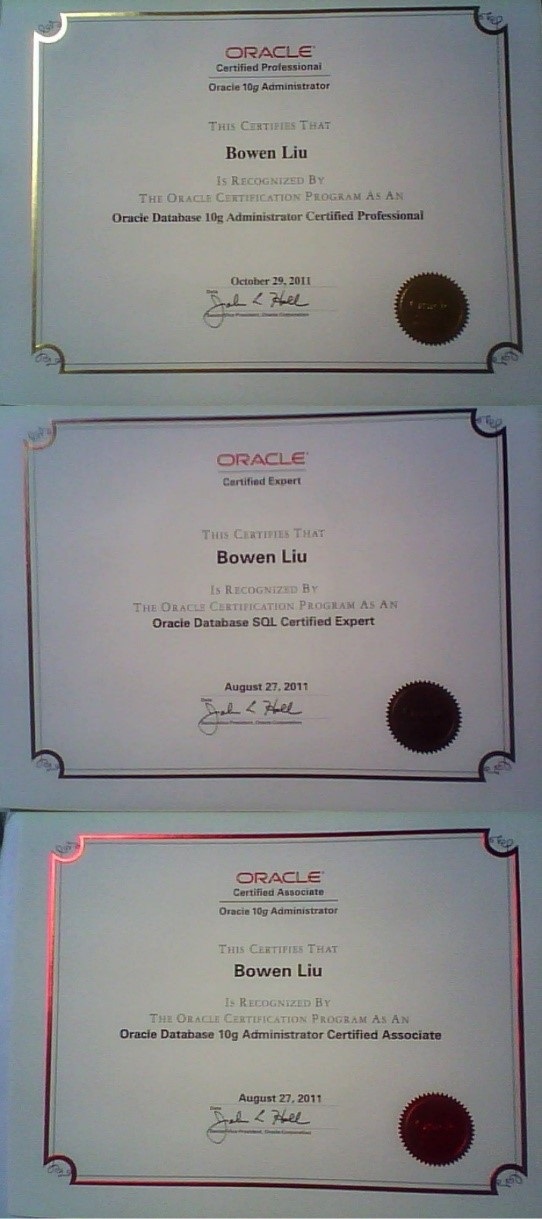 ORACLE
Certified Professional
Oracle 10g Administrator
THIS CERTIFIES THAT
Bowen Liu
IS RECOGNIZED BY
THE ORACLE CERTIFICATION PROGRAM AS AN
Oracle Database 10g Administrator Certified Professional
October 29, 2011
Date
Senior Vice President, Oracle Corporation
ORACLE
Certified Expert
THIS CERTIFIES THAT
Bowen Liu
IS RECOGNIZED BY
THE ORACLE CERTIFICATION PROGRAM AS AN
Oracle Database SQL Certified Expert
August 27, 2011
Date
Senior Vice President, Oracle Corporation
ORACLE
Certified Associate
Oracle 10g Administrator
THIS CERTIFIES THAT
Bowen Liu
IS RECOGNIZED BY
THE ORACLE CERTIFICATION PROGRAM AS AN
Oracle Database 10g Administrator Certified Associate
August 27, 2011
Date
Senior Vice President, Oracle Corporation